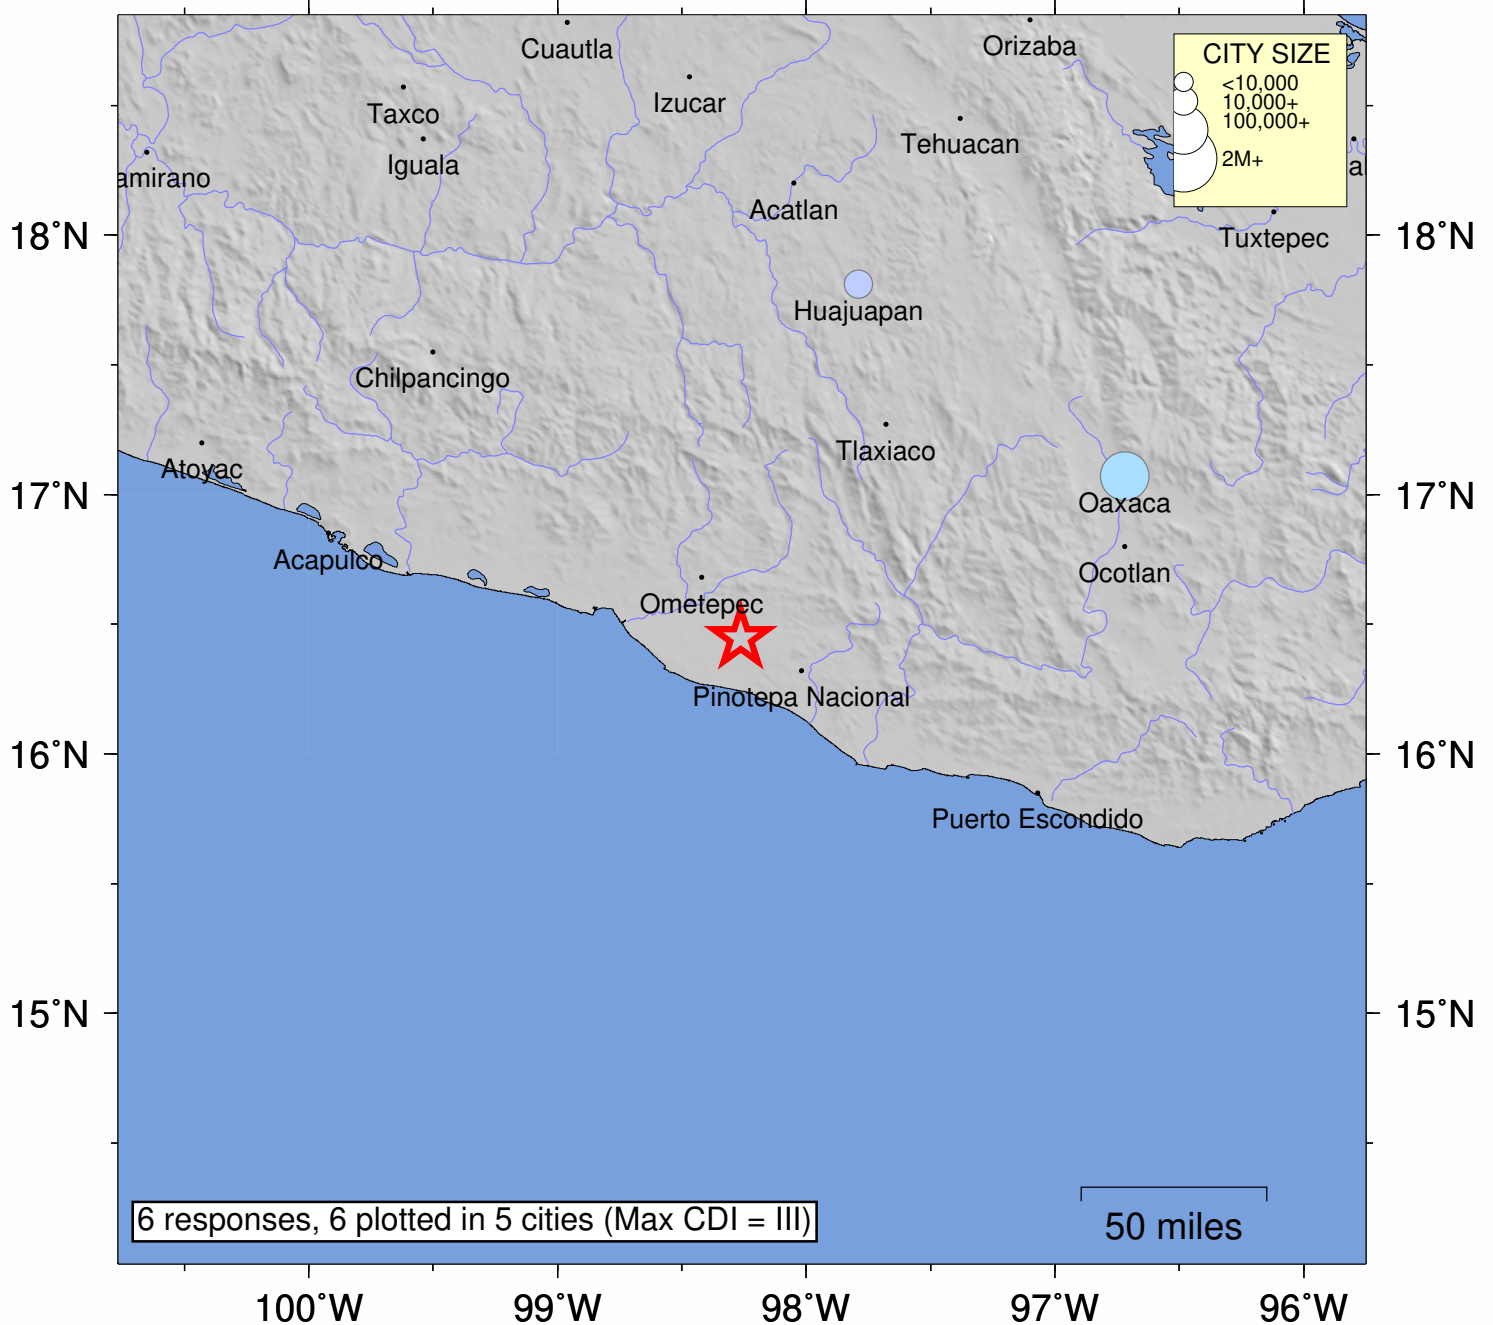 Cuautla
Orizaba
CITY SIZE
<10,000
10,000+
100,000+
2M+
Izucar
Taxco
Tehuacan
Iguala
amirano
Acatlan
Tuxtepec
18°N
18°N
Huajuapan
Chilpancingo
Tlaxiaco
Atoyac
17°N
17°N
Oaxaca
Acapulco
Ocotlan
Ometepec
Pinotepa Nacional
16°N
16°N
Puerto Escondido
15°N
15°N
6 responses, 6 plotted in 5 cities (Max CDI = III)
50 miles
100°W
99°W
98°W
97°W
96°W